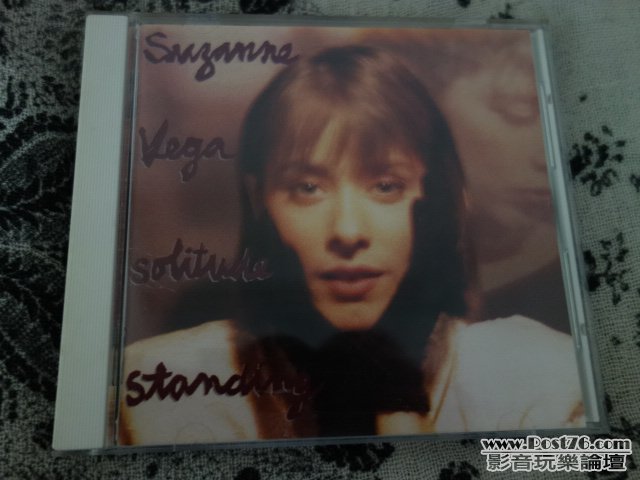 Suzanne
Vega
solitude
standing
www.Post76.com
影音玩樂論壇